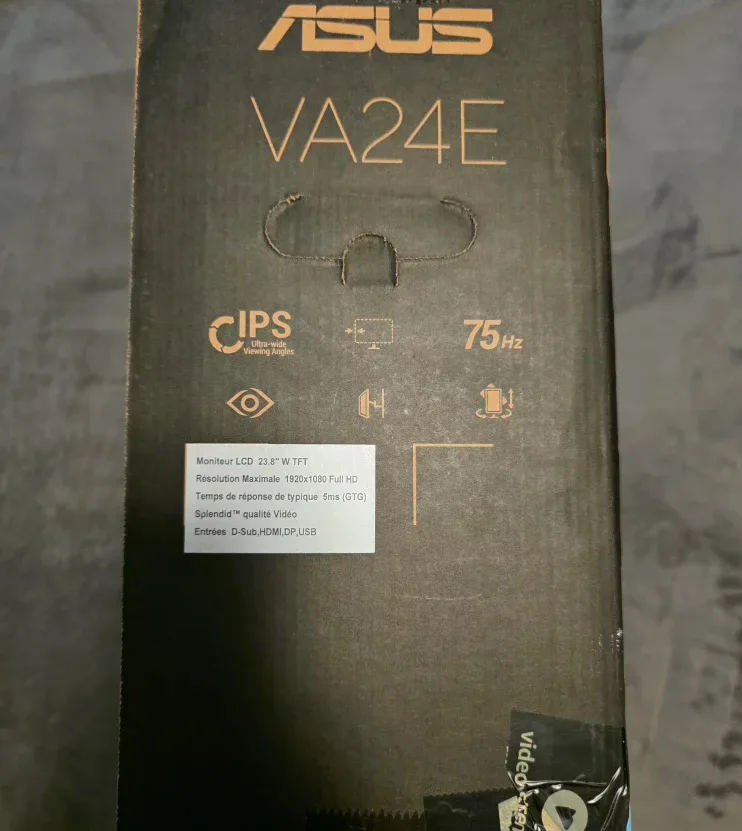 ASUS
VA24E
IPS
Ultra-wide
Viewing Angles
75Hz
Moniteur LCD 23.8" W TFT
Résolution Maximale 1920x1080 Full HD
Temps de réponse de typique 5ms (GTG)
Splendid™ qualité Vidéo
Entrées D-Sub,HDMI,DP,USB
video